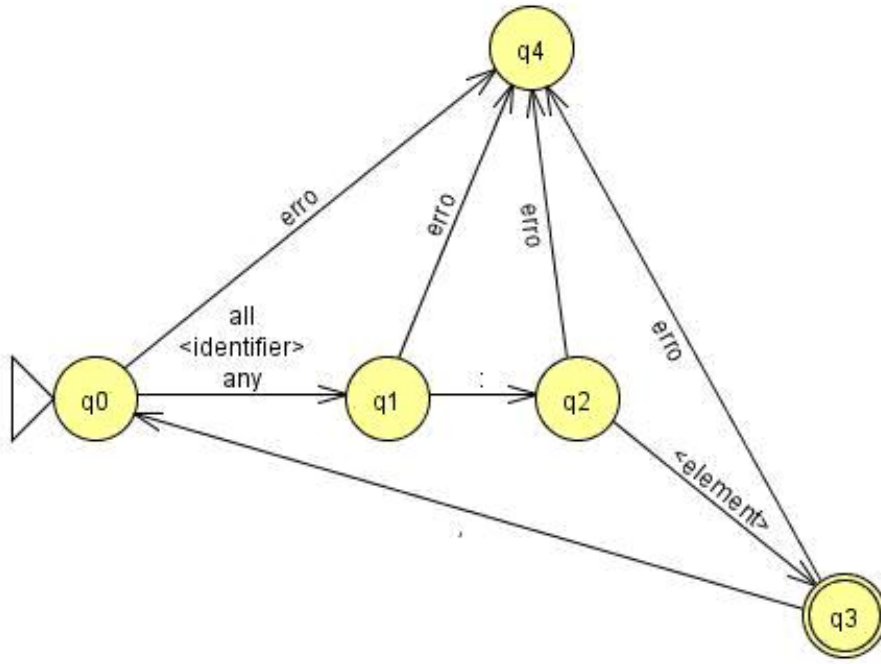 q4
erro
erro
erro
erro
all
<identifier>
any
:
q0
q1
q2
<element>
,
q3